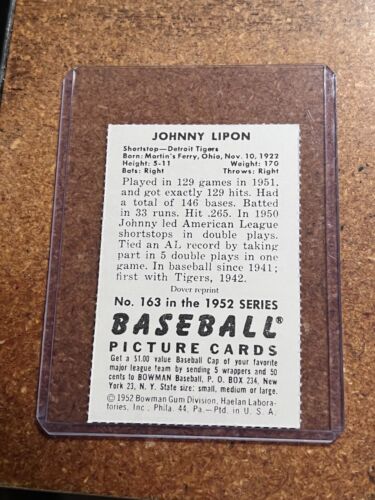 JOHNNY LIPON
Shortstop—Detroit Tigers
Born: Martin's Ferry, Ohio, Nov. 10, 1922
Height: 5-11 Weight: 170
Bats: Right Throws: Right
Played in 129 games in 1951,
and got exactly 129 hits. Had
a total of 146 bases. Batted
in 33 runs. Hit .265. In 1950
Johnny led American League
shortstops in double plays.
Tied an AL record by taking
part in 5 double plays in one
game. In baseball since 1941;
first with Tigers, 1942.
Dover reprint
No. 163 in the 1952 SERIES
BASEBALL®
PICTURE CARDS
Get a $1.00 value Baseball Cap of your favorite
major league team by sending 5 wrappers and 50
cents to BOWMAN Baseball, P. O. BOX 234, New
York 23, N. Y. State size: small, medium or large.
©1952 Bowman Gum Division, Haelan Labora-
tories, Inc., Phila. 44, Pa.—Ptd. in U. S. A.